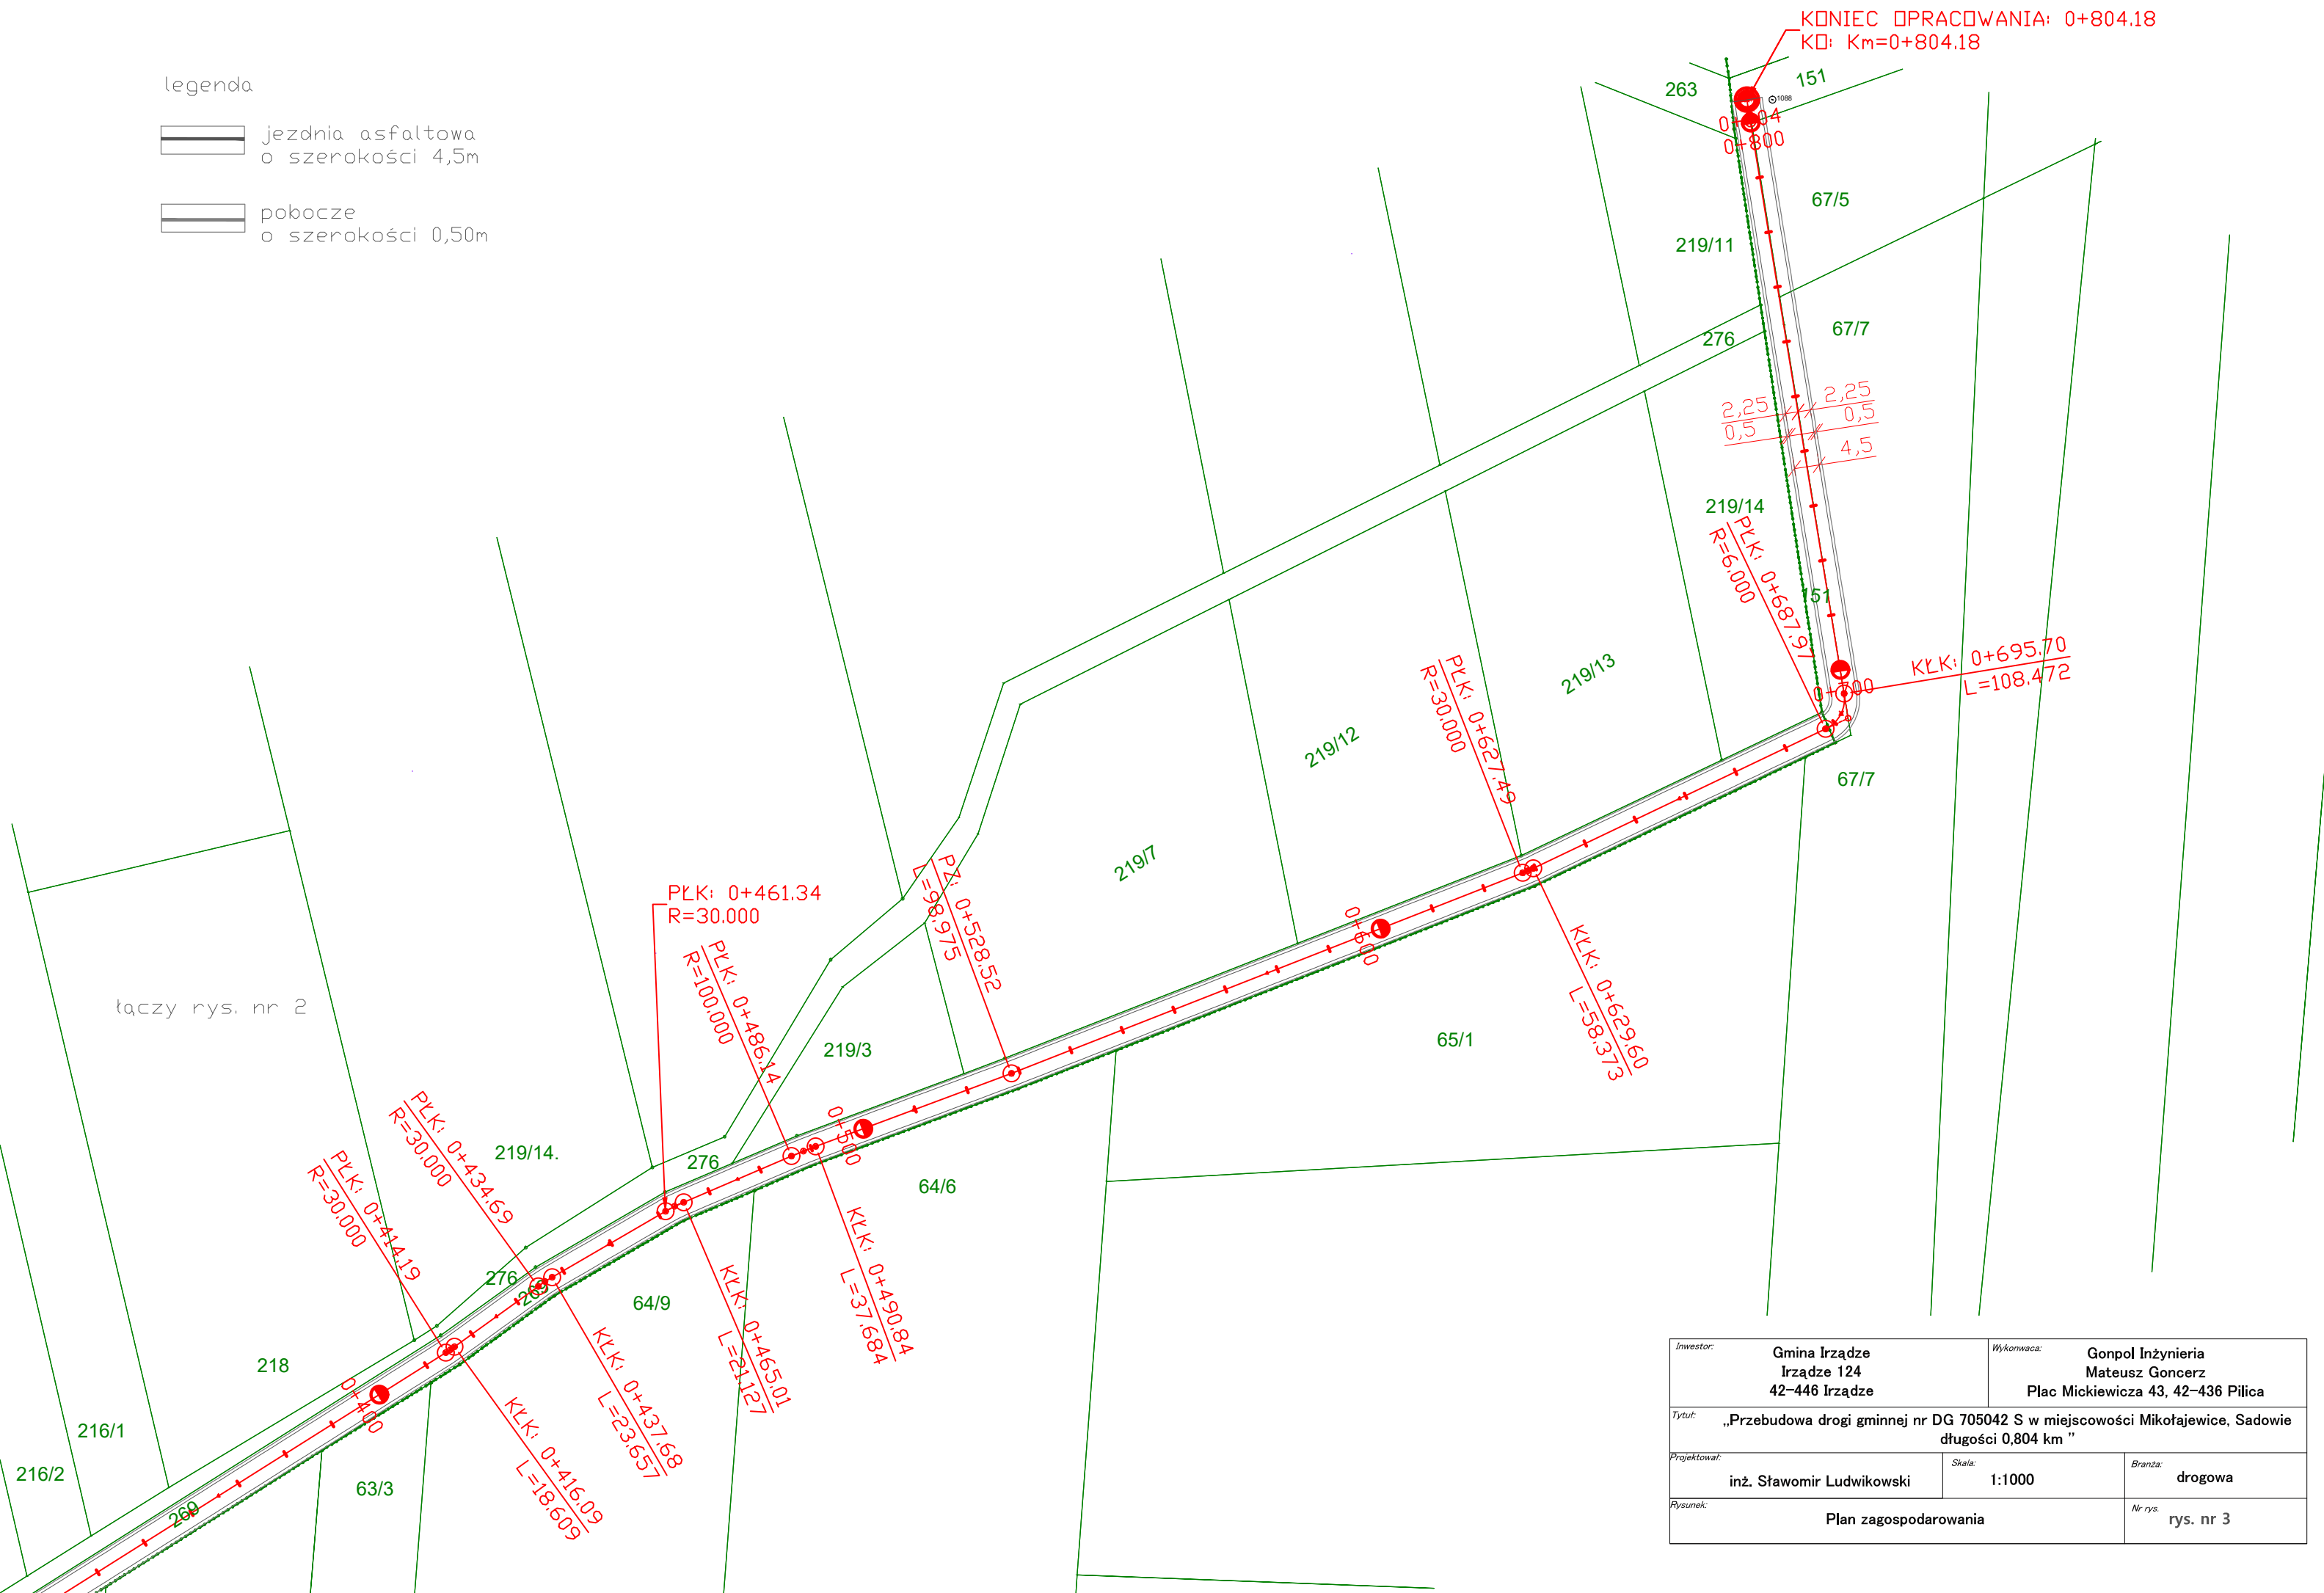 KONIEC OPRACOWANIA: 0+804.18
KO: Km=0+804.18
legenda
jezdnia asfaltowa
o szerokości 4,5m
pobocze
o szerokości 0,50m
263
151
1088
0+804
0+800
67/5
219/11
276
67/7
2,25
2,25
0,5
0,5
4,5
219/14
PŁK: 0+687.97
R=6.000
151
KŁK: 0+695.70
L=108.472
0+700
67/7
PŁK: 0+627.49
R=30.000
219/13
219/12
219/7
PZ: 0+528.52
L=98.975
PŁK: 0+461.34
R=30.000
PŁK: 0+486.14
R=100.000
0+600
KŁK: 0+629.60
L=58.373
łączy rys. nr 2
219/3
65/1
0+500
PŁK: 0+434.69
R=30.000
219/14.
276
64/6
PŁK: 0+414.19
R=30.000
KŁK: 0+490.84
L=37.684
276
269
64/9
KŁK: 0+465.01
L=21.127
218
0+400
KŁK: 0+437.68
L=23.657
KŁK: 0+416.09
L=18.609
216/1
216/2
63/3
269
Inwestor:
Gmina Irządze
Irządze 124
42-446 Irządze
Wykonwaca:
Gonpol Inżynieria
Mateusz Goncerz
Plac Mickiewicza 43, 42-436 Pilica
Tytuł:
„Przebudowa drogi gminnej nr DG 705042 S w miejscowości Mikołajewice, Sadowie
długości 0,804 km ”
Projektował:
inż. Sławomir Ludwikowski
Skala:
1:1000
Branża:
drogowa
Rysunek:
Plan zagospodarowania
Nr rys.
rys. nr 3